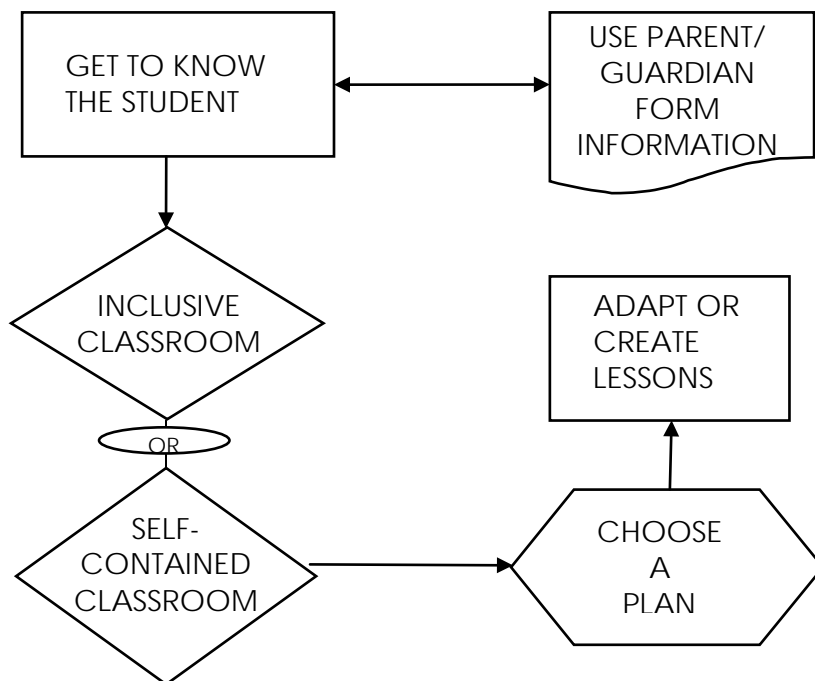 GET TO KNOW
THE STUDENT
USE PARENT/
GUARDIAN
FORM
INFORMATION
INCLUSIVE
CLASSROOM
OR
SELF-
CONTAINED
CLASSROOM
CHOOSE
A
PLAN
ADAPT OR
CREATE
LESSONS